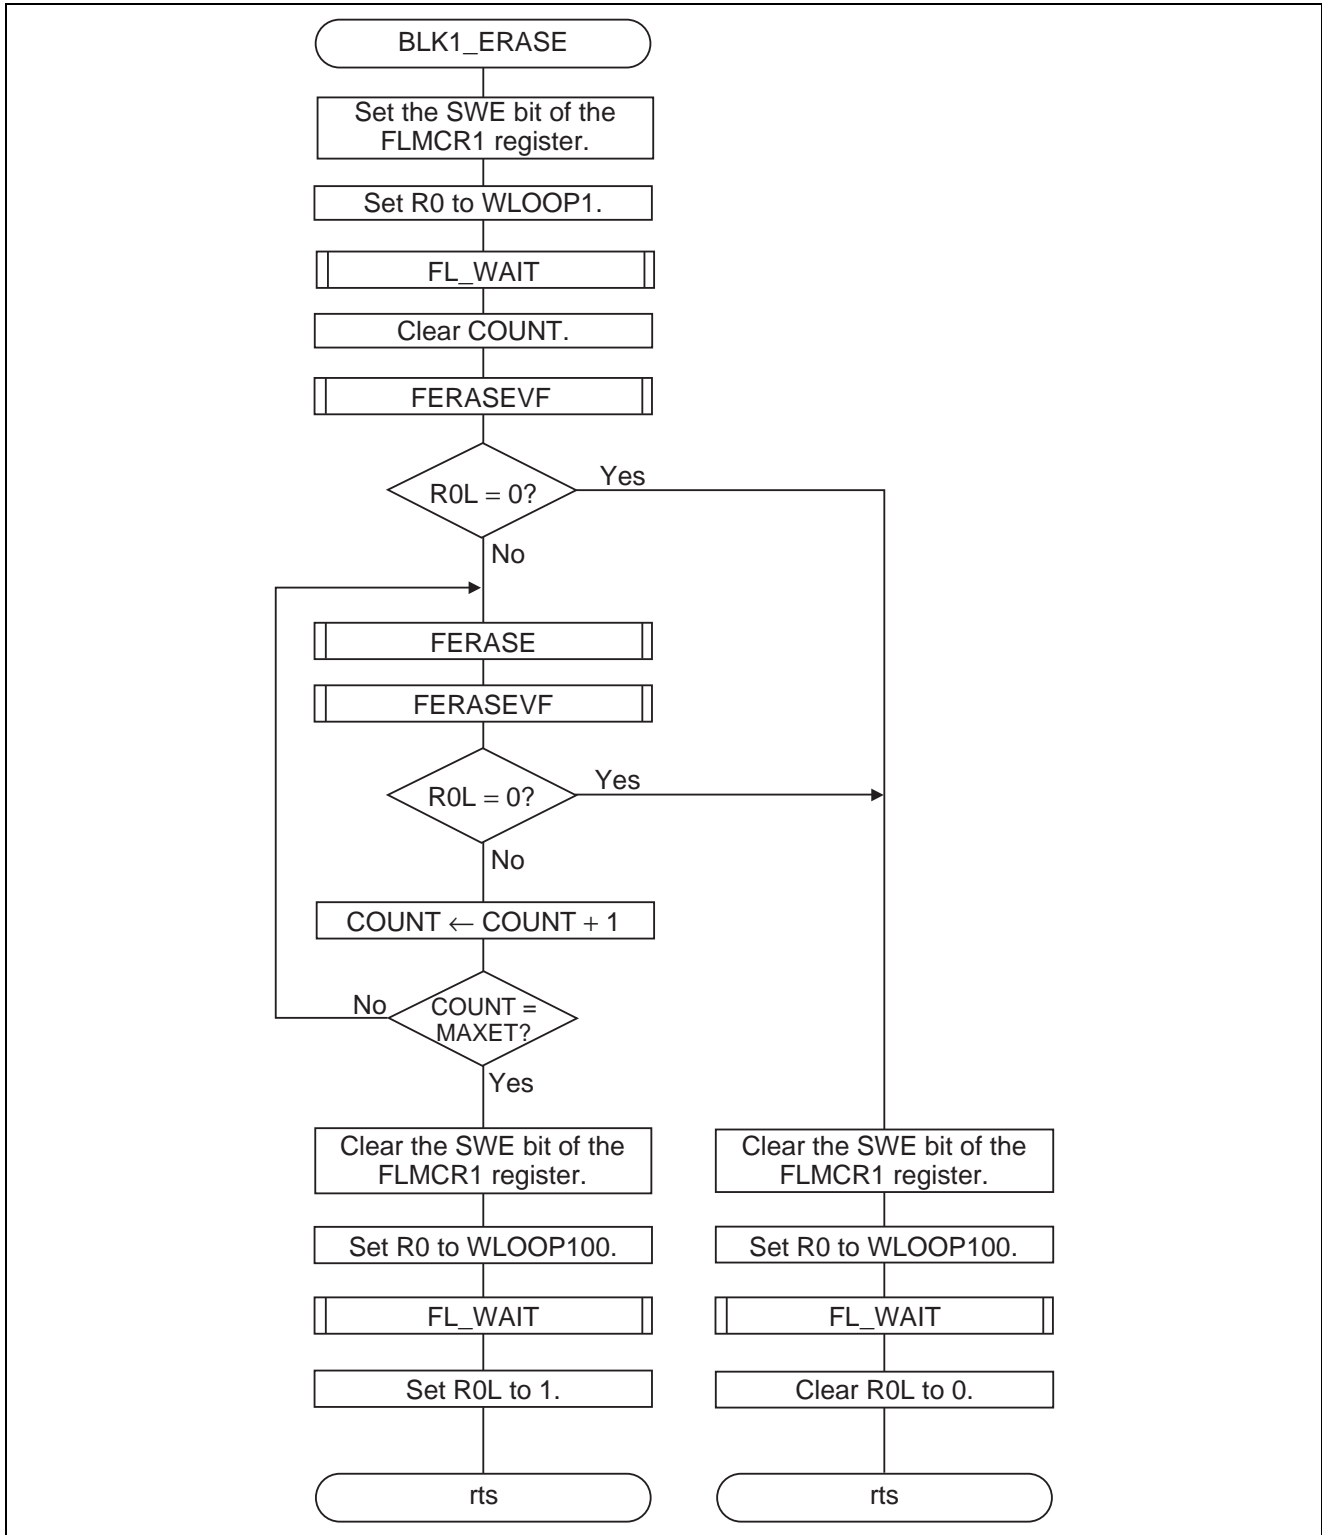 BLK1_ERASE
Set the SWE bit of the
FLMCR1 register.
Set R0 to WLOOP1.
FL_WAIT
Clear COUNT.
FERASEVF
R0L = 0?
Yes
No
FERASE
FERASEVF
R0L = 0?
Yes
No
COUNT ← COUNT + 1
COUNT =
MAXET?
No
Yes
Clear the SWE bit of the
FLMCR1 register.
Set R0 to WLOOP100.
FL_WAIT
Set R0L to 1.
rts
Clear the SWE bit of the
FLMCR1 register.
Set R0 to WLOOP100.
FL_WAIT
Clear R0L to 0.
rts